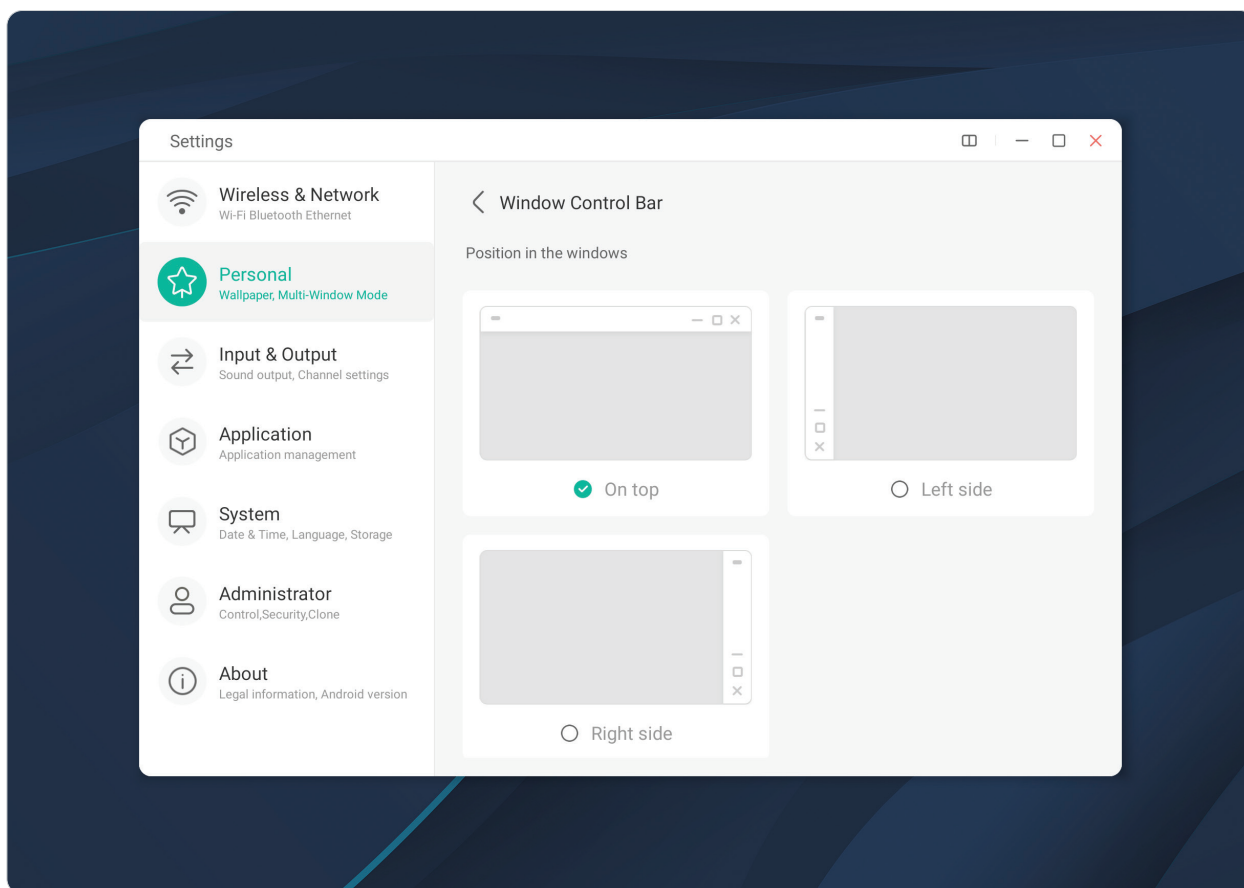 Settings
Wireless & Network
Wi-Fi Bluetooth Ethernet
Personal
Wallpaper, Multi-Window Mode
Input & Output
Sound output, Channel settings
Application
Application management
System
Date & Time, Language, Storage
Administrator
Control,Security,Clone
About
Legal information, Android version
Window Control Bar
Position in the windows
On top
Left side
Right side